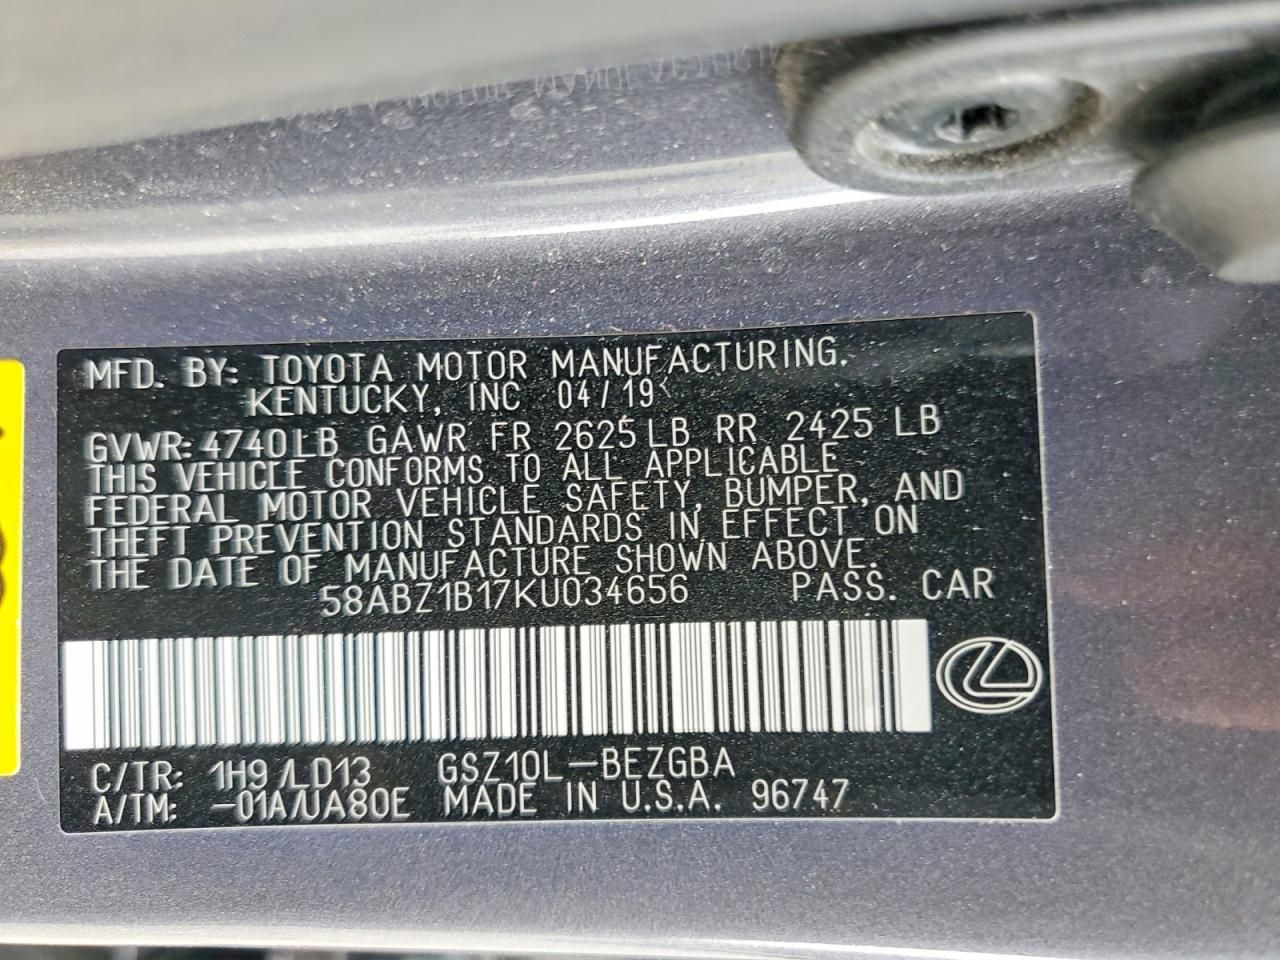 MFD. BY: TOYOTA MOTOR MANUFACTURING.
KENTUCKY, INC 04/19
GVWR: 4740LB GAWR FR 2625LB RR 2425 LB
THIS VEHICLE CONFORMS TO ALL APPLICABLE
FEDERAL MOTOR VEHICLE SAFETY, BUMPER, AND
THEFT PREVENTION STANDARDS IN EFFECT ON
THE DATE OF MANUFACTURE SHOWN ABOVE.
58ABZ1B17KU034656 PASS. CAR
C/TR: 1H9/LD13 GSZ10L-BEZGBA
A/TM: -01A/UA80E MADE IN U.S.A. 96747